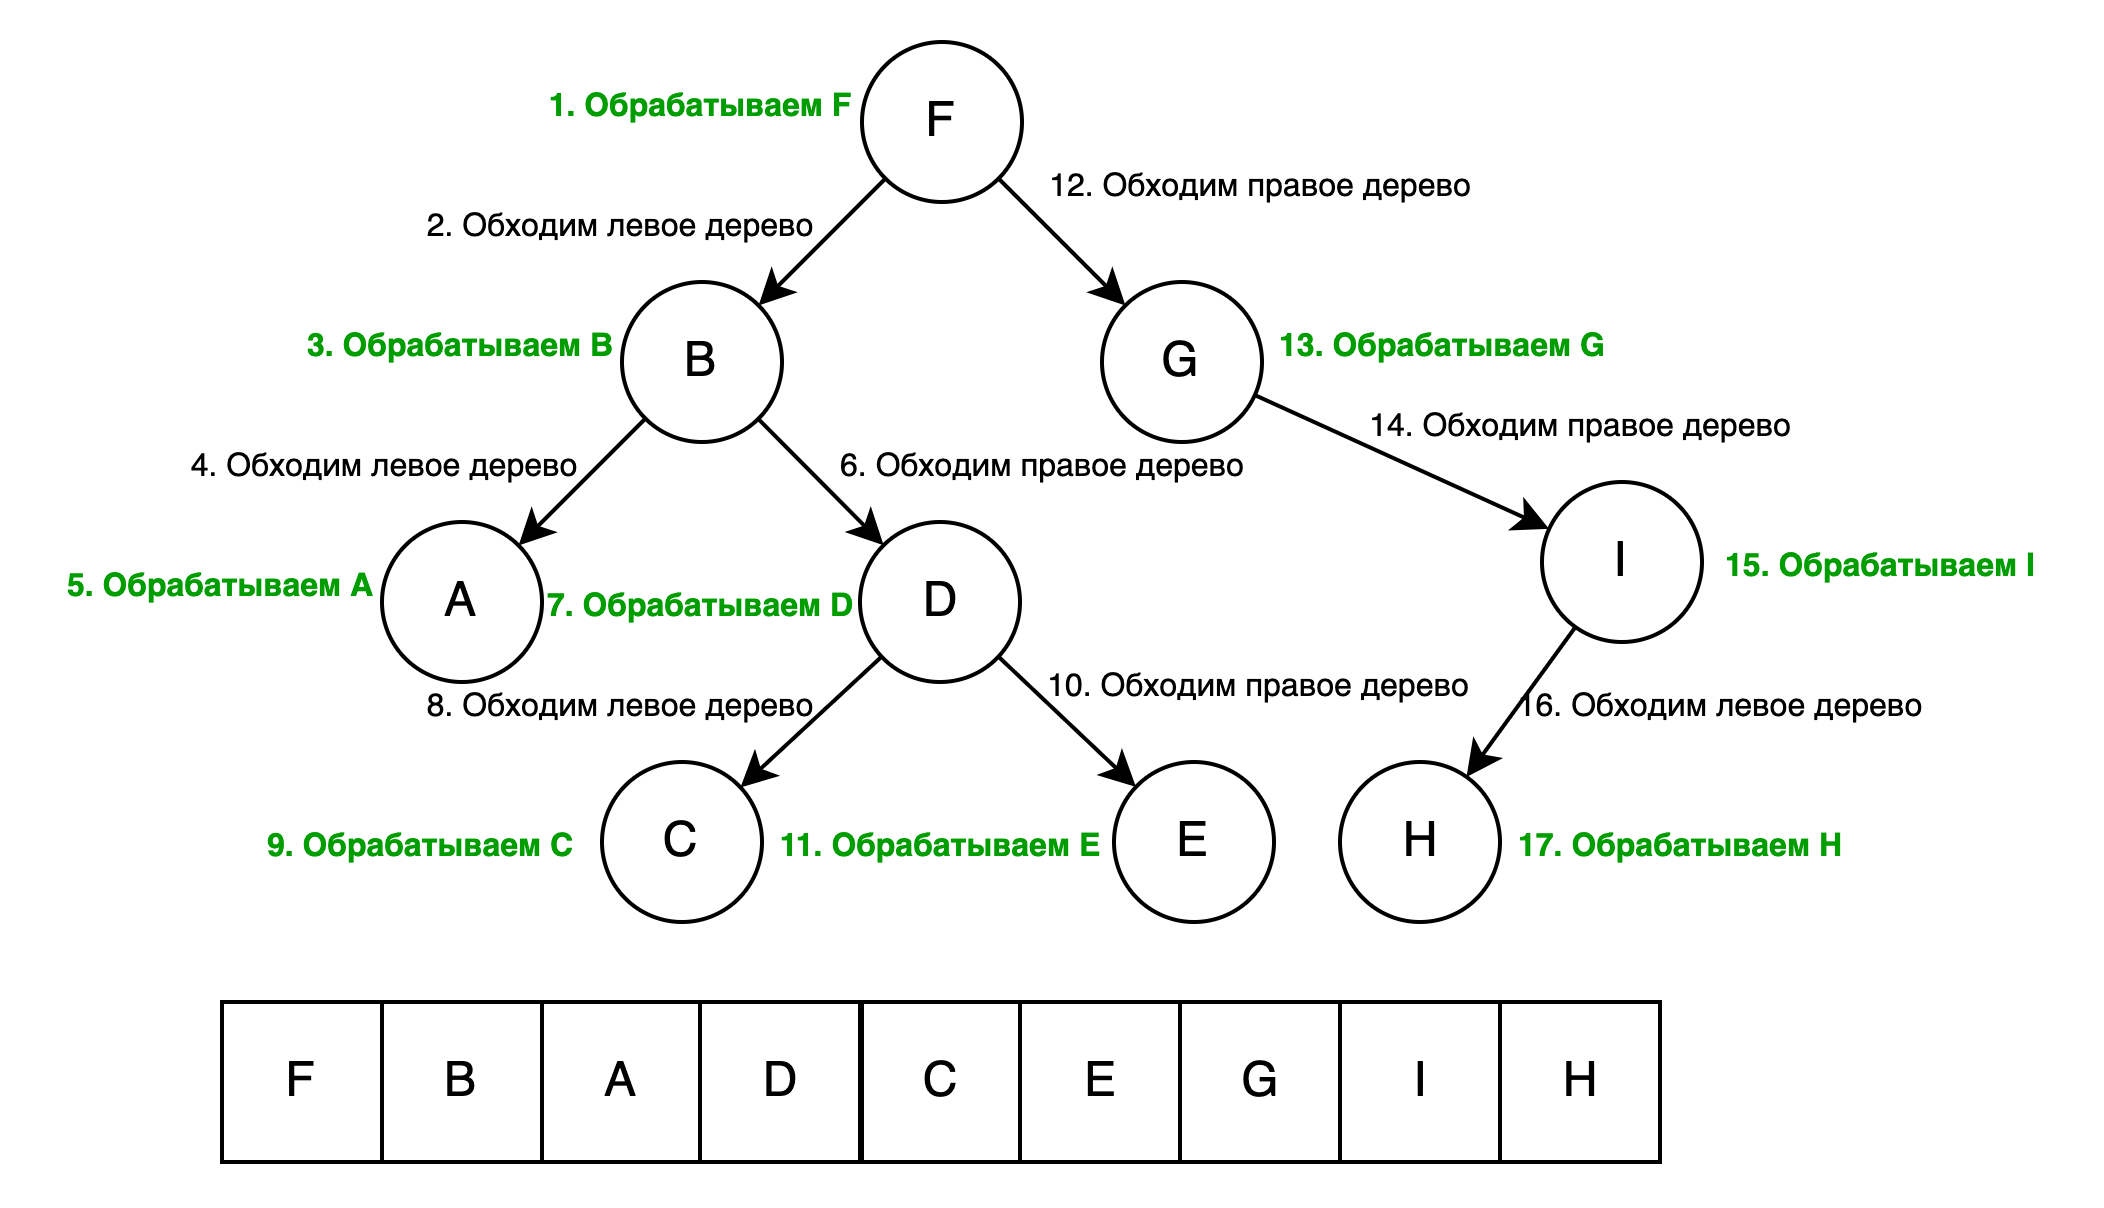 F
1. Обрабатываем F
12. Обходим правое дерево
2. Обходим левое дерево
B
3. Обрабатываем B
G
13. Обрабатываем G
14. Обходим правое дерево
4. Обходим левое дерево
6. Обходим правое дерево
I
15. Обрабатываем I
5. Обрабатываем A
A
7. Обрабатываем D
D
10. Обходим правое дерево
8. Обходим левое дерево
16. Обходим левое дерево
9. Обрабатываем C
C
11. Обрабатываем E
E
H
17. Обрабатываем H
F B A D C E G I H